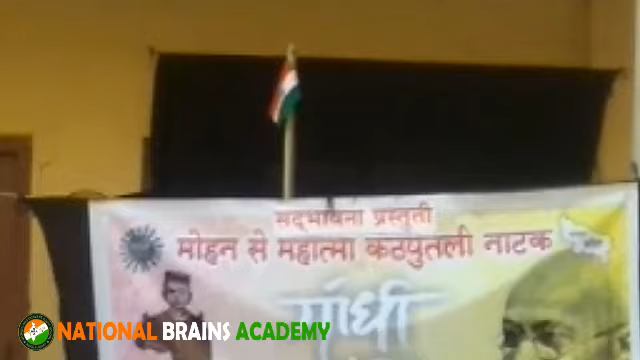 सद्भावना प्रस्तूती
मोहन से महात्मा कठपुतली नाटक
गांधी
NATIONAL BRAINS ACADEMY